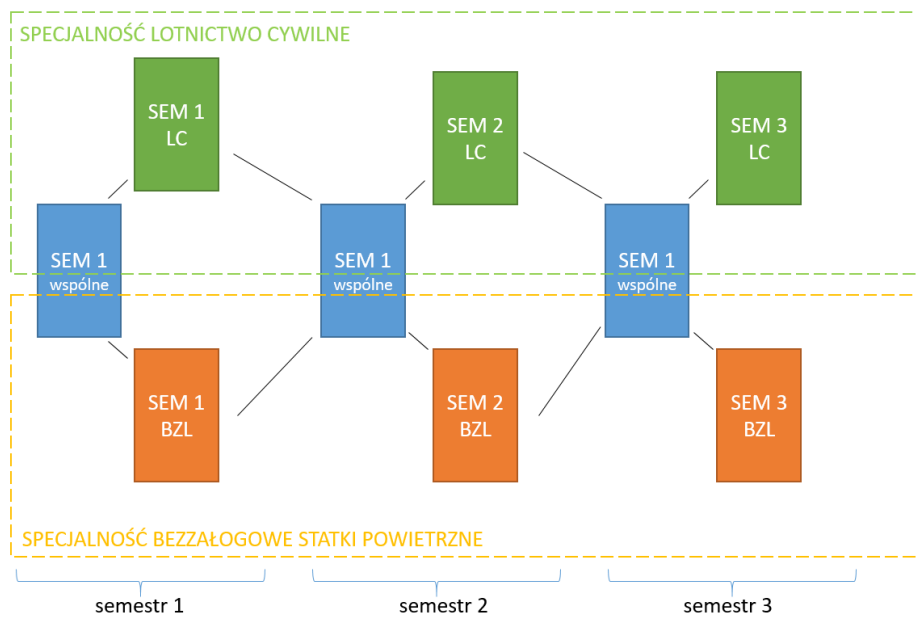 SPECJALNOŚĆ LOTNICTWO CYWILNE
SEM 1
LC
SEM 2
LC
SEM 3
LC
SEM 1
wspólne
SEM 1
wspólne
SEM 1
wspólne
SEM 1
BZL
SEM 2
BZL
SEM 3
BZL
SPECJALNOŚĆ BEZZAŁOGOWE STATKI POWIETRZNE
semestr 1
semestr 2
semestr 3